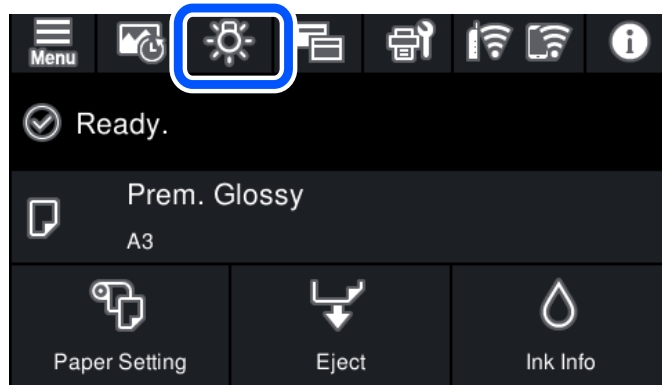 Menu
Ready.
Prem. Glossy
A3
Paper Setting
Eject
Ink Info